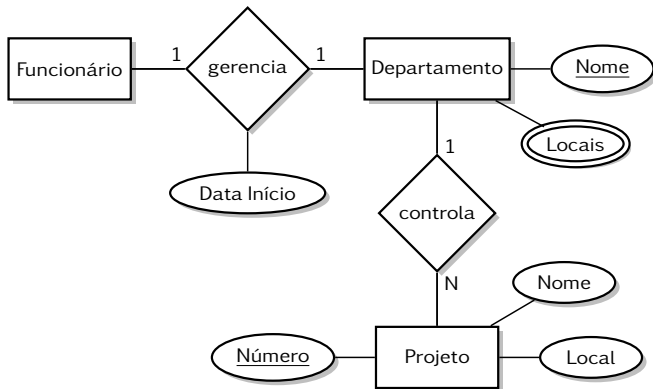 Funcionário
1
gerencia
1
Departamento
Nome
Locais
Data Início
1
controla
N
Nome
Número
Projeto
Local